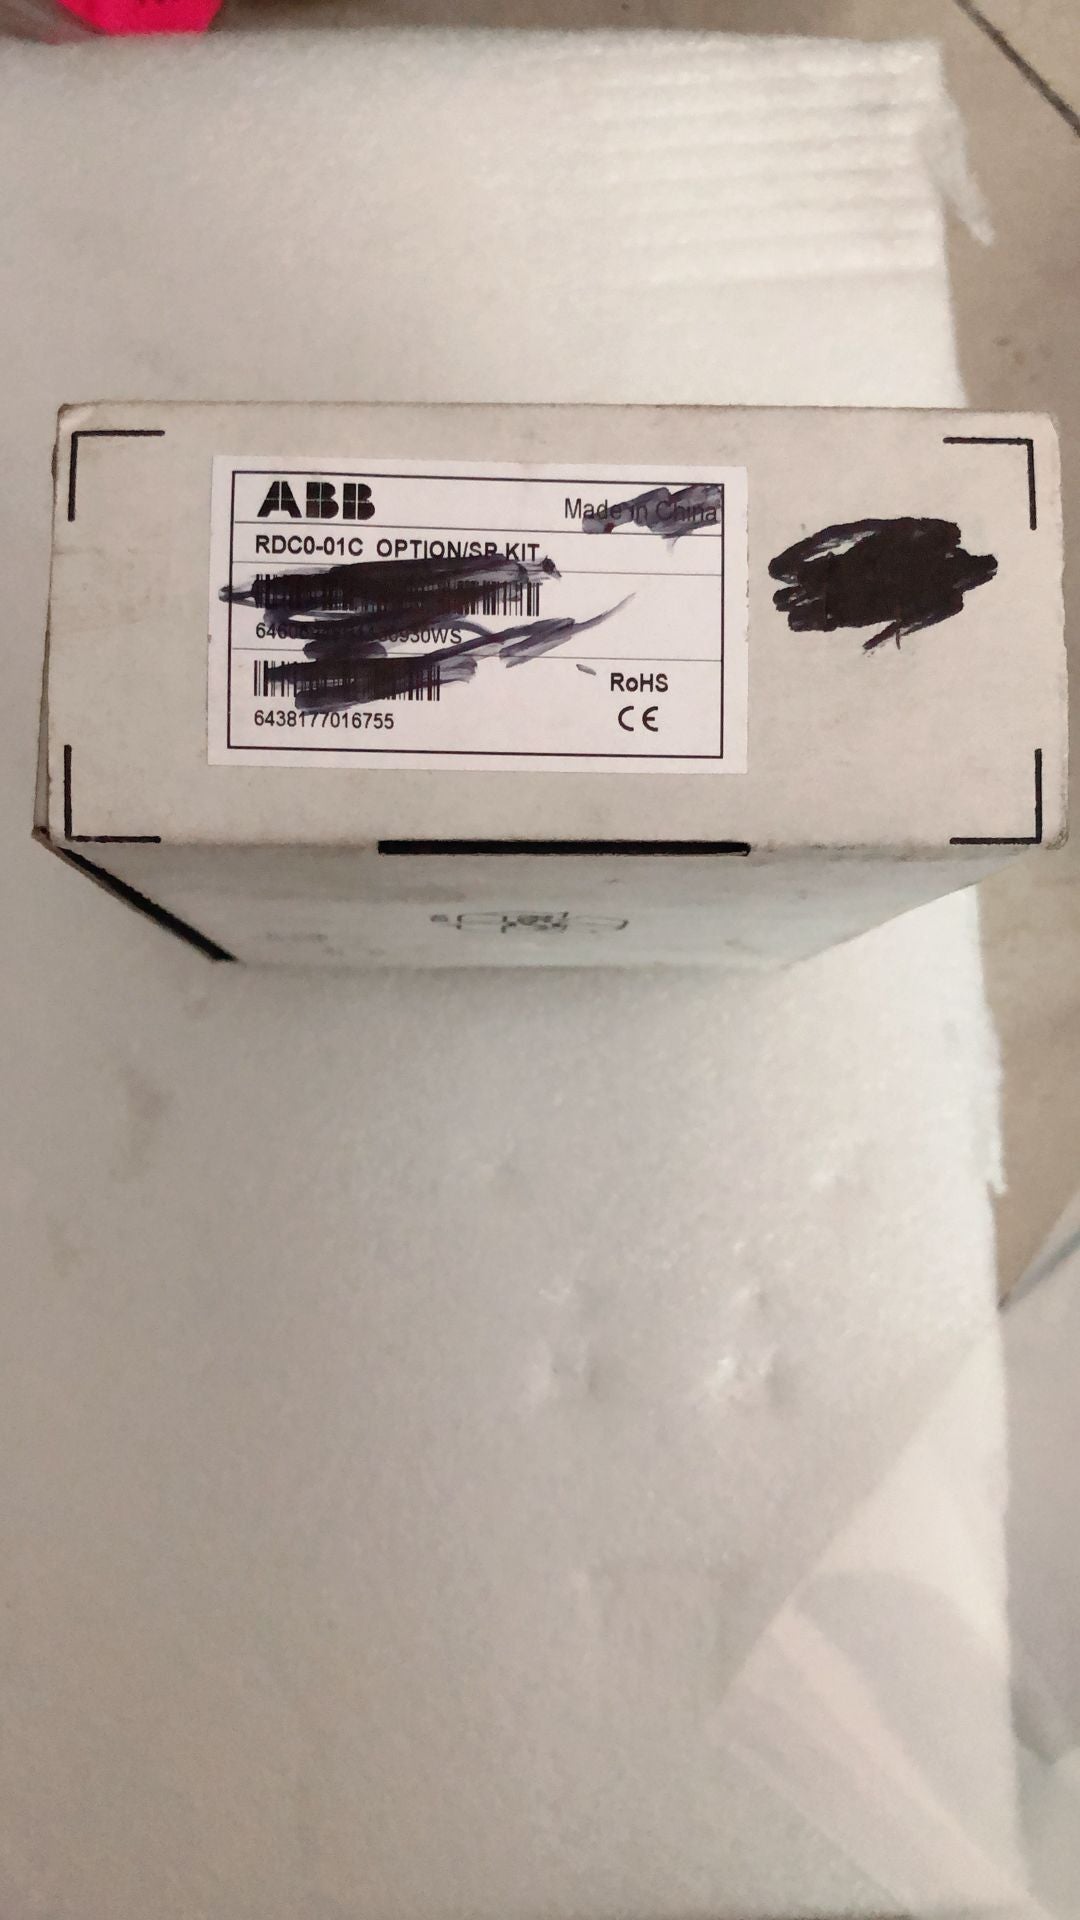 ABB
Made in China
RDC0-01C OPTION/SP KIT
6438177016755
RoHS
CE